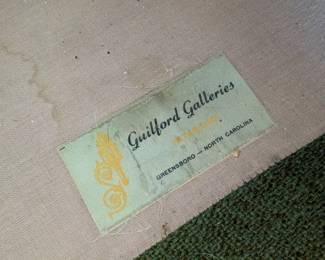 Guilford Galleries
GREENSBORO — NORTH CAROLINA